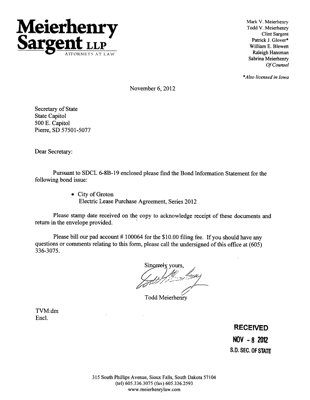 Meierhenry
Sargent LLP
ATTORNEYS AT LAW
Mark V. Meierhenry
Todd V. Meierhenry
Clint Sargent
Patrick J. Glover*
William E. Blewett
Raleigh Hansman
Sabrina Meierhenry
Of Counsel
*Also licensed in Iowa
November 6, 2012
Secretary of State
State Capitol
500 E. Capitol
Pierre, SD 57501-5077
Dear Secretary:
Pursuant to SDCL 6-8B-19 enclosed please find the Bond Information Statement for the
following bond issue:
• City of Groton
Electric Lease Purchase Agreement, Series 2012
Please stamp date received on the copy to acknowledge receipt of these documents and
return in the envelope provided.
Please bill our pad account # 100064 for the $10.00 filing fee. If you should have any
questions or comments relating to this form, please call the undersigned of this office at (605)
336-3075.
Sincerely yours,
Todd Meierhenry
TVM:dm
Encl.
RECEIVED
NOV - 8 2012
S.D. SEC. OF STATE
315 South Phillips Avenue, Sioux Falls, South Dakota 57104
(tel) 605.336.3075 (fax) 605.336.2593
www.meierhenrylaw.com